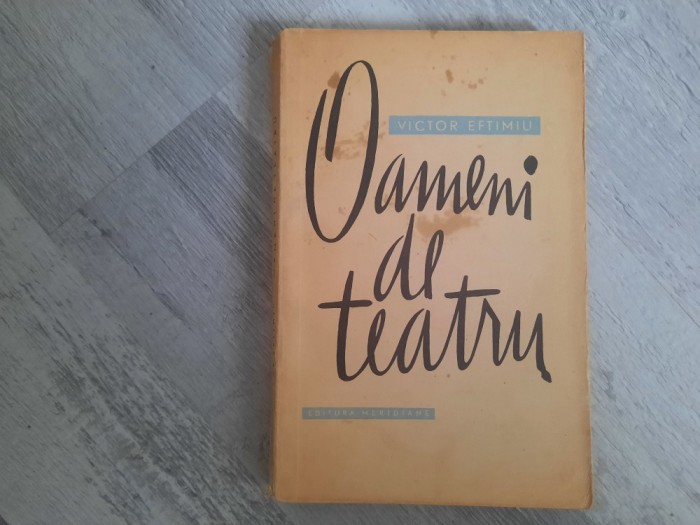 VICTOR EFTIMIU
Oameni
de
teatru
EDITURA MERIDIANE